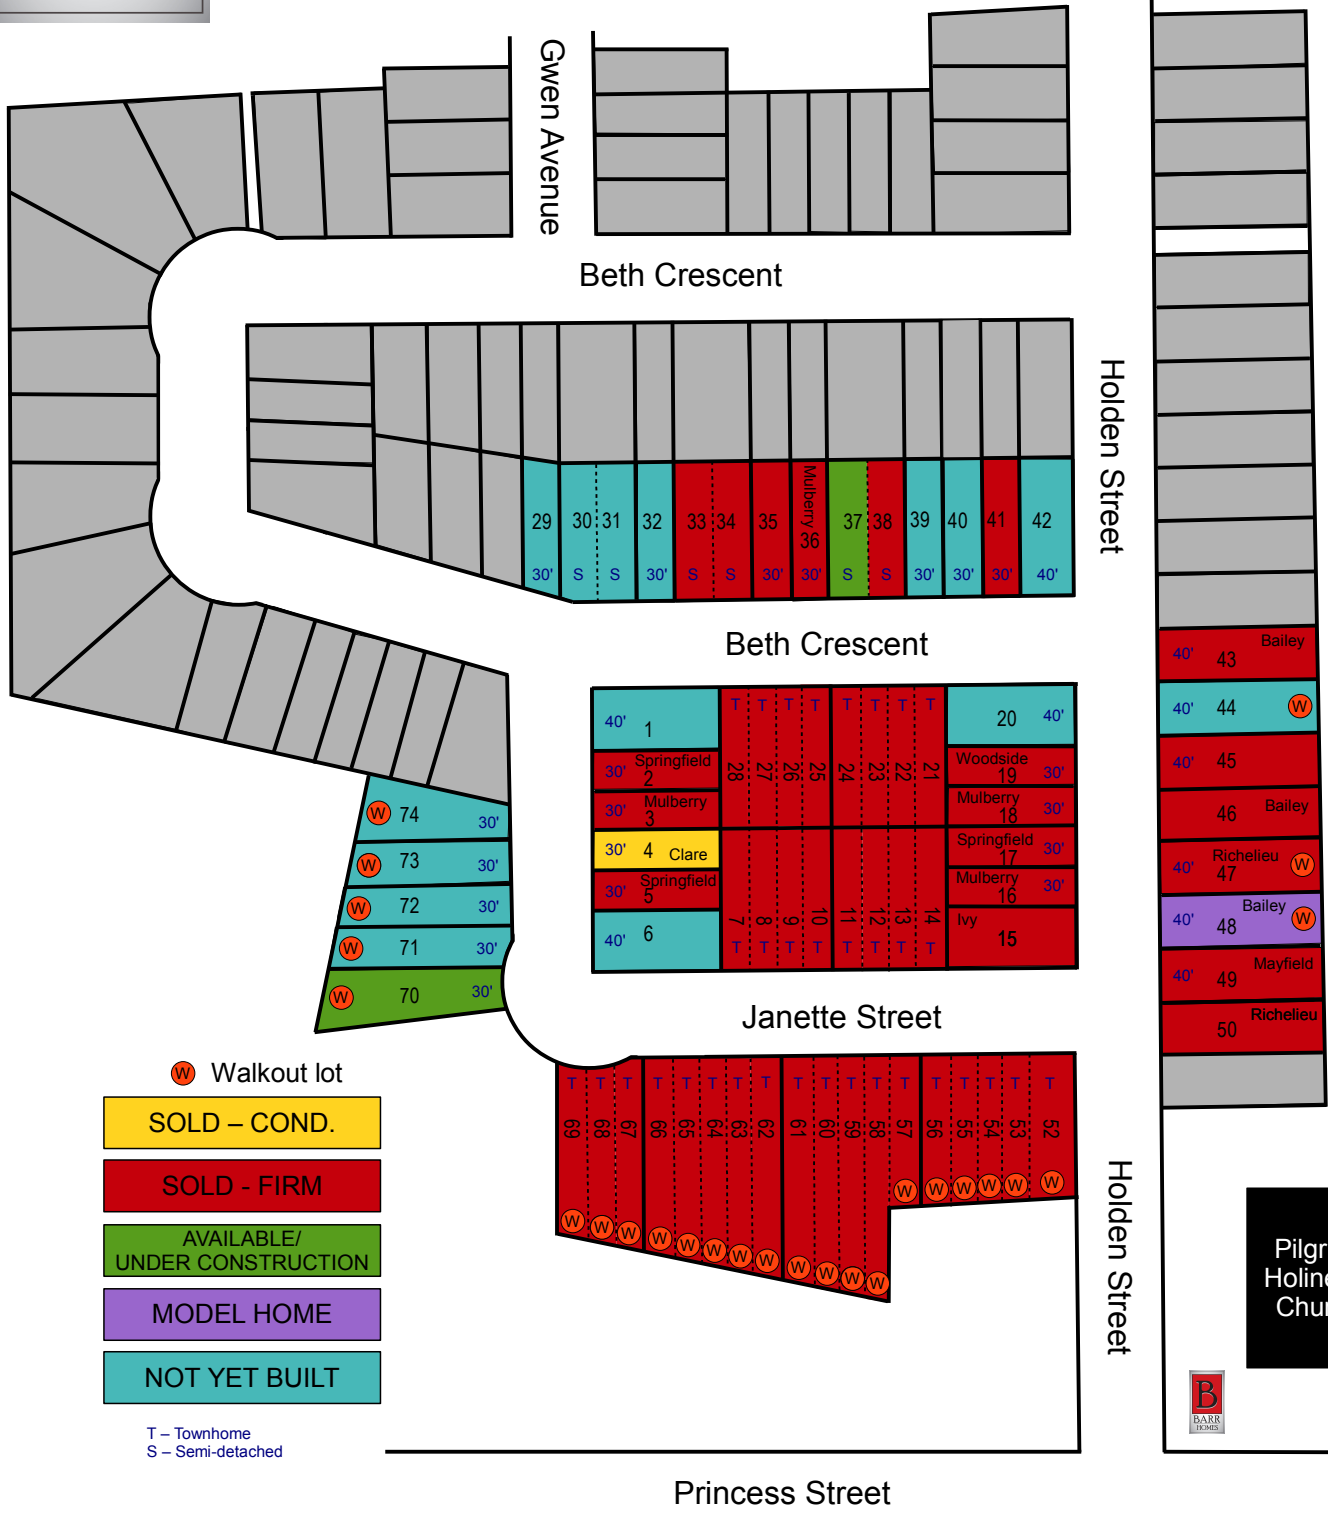 Gwen Avenue
Beth Crescent
Holden Street
29
30
31
32
33
34
35
Mulberry
36
37
38
39
40
41
42
30'
S
S
30'
S
S
30'
30'
S
S
30'
30'
30'
40'
Beth Crescent
40' 43 Bailey
40' 44 W
40' 45
46 Bailey
40' Richelieu 47 W
40' Bailey 48 W
40' 49 Mayfield
50 Richelieu
40' 1
30' Springfield 2
30' Mulberry 3
30' 4 Clare
30' Springfield 5
40' 6
T T T T T T T T
28 27 26 25 24 23 22 21
7 8 9 10 11 12 13 14
T T T T T T T T
20 40'
Woodside 19 30'
Mulberry 18 30'
Springfield 17 30'
Mulberry 16 30'
Ivy
15
W 74 30'
W 73 30'
W 72 30'
W 71 30'
W 70 30'
Janette Street
T T T T T T T T T T T T T T T T T T
69 68 67 66 65 64 63 62 61 60 59 58 57 56 55 54 53 52
W W W W W W W W W W W W W W W W W W
W Walkout lot
SOLD – COND.
SOLD - FIRM
AVAILABLE/
UNDER CONSTRUCTION
MODEL HOME
NOT YET BUILT
T – Townhome
S – Semi-detached
Holden Street
B
BARR
HOMES
Princess Street